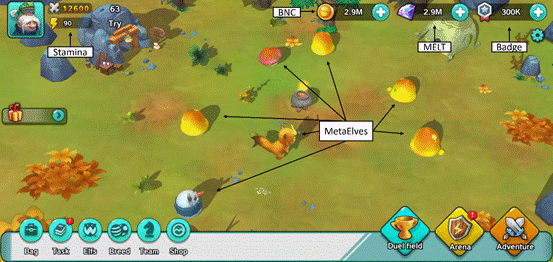 12600
63
Try
90
Stamina
BNC
2.9M
2.9M
300K
MELT
Badge
MetaElves
Bag
Task
Elfs
Breed
Team
Shop
Duel field
Arena
Adventure